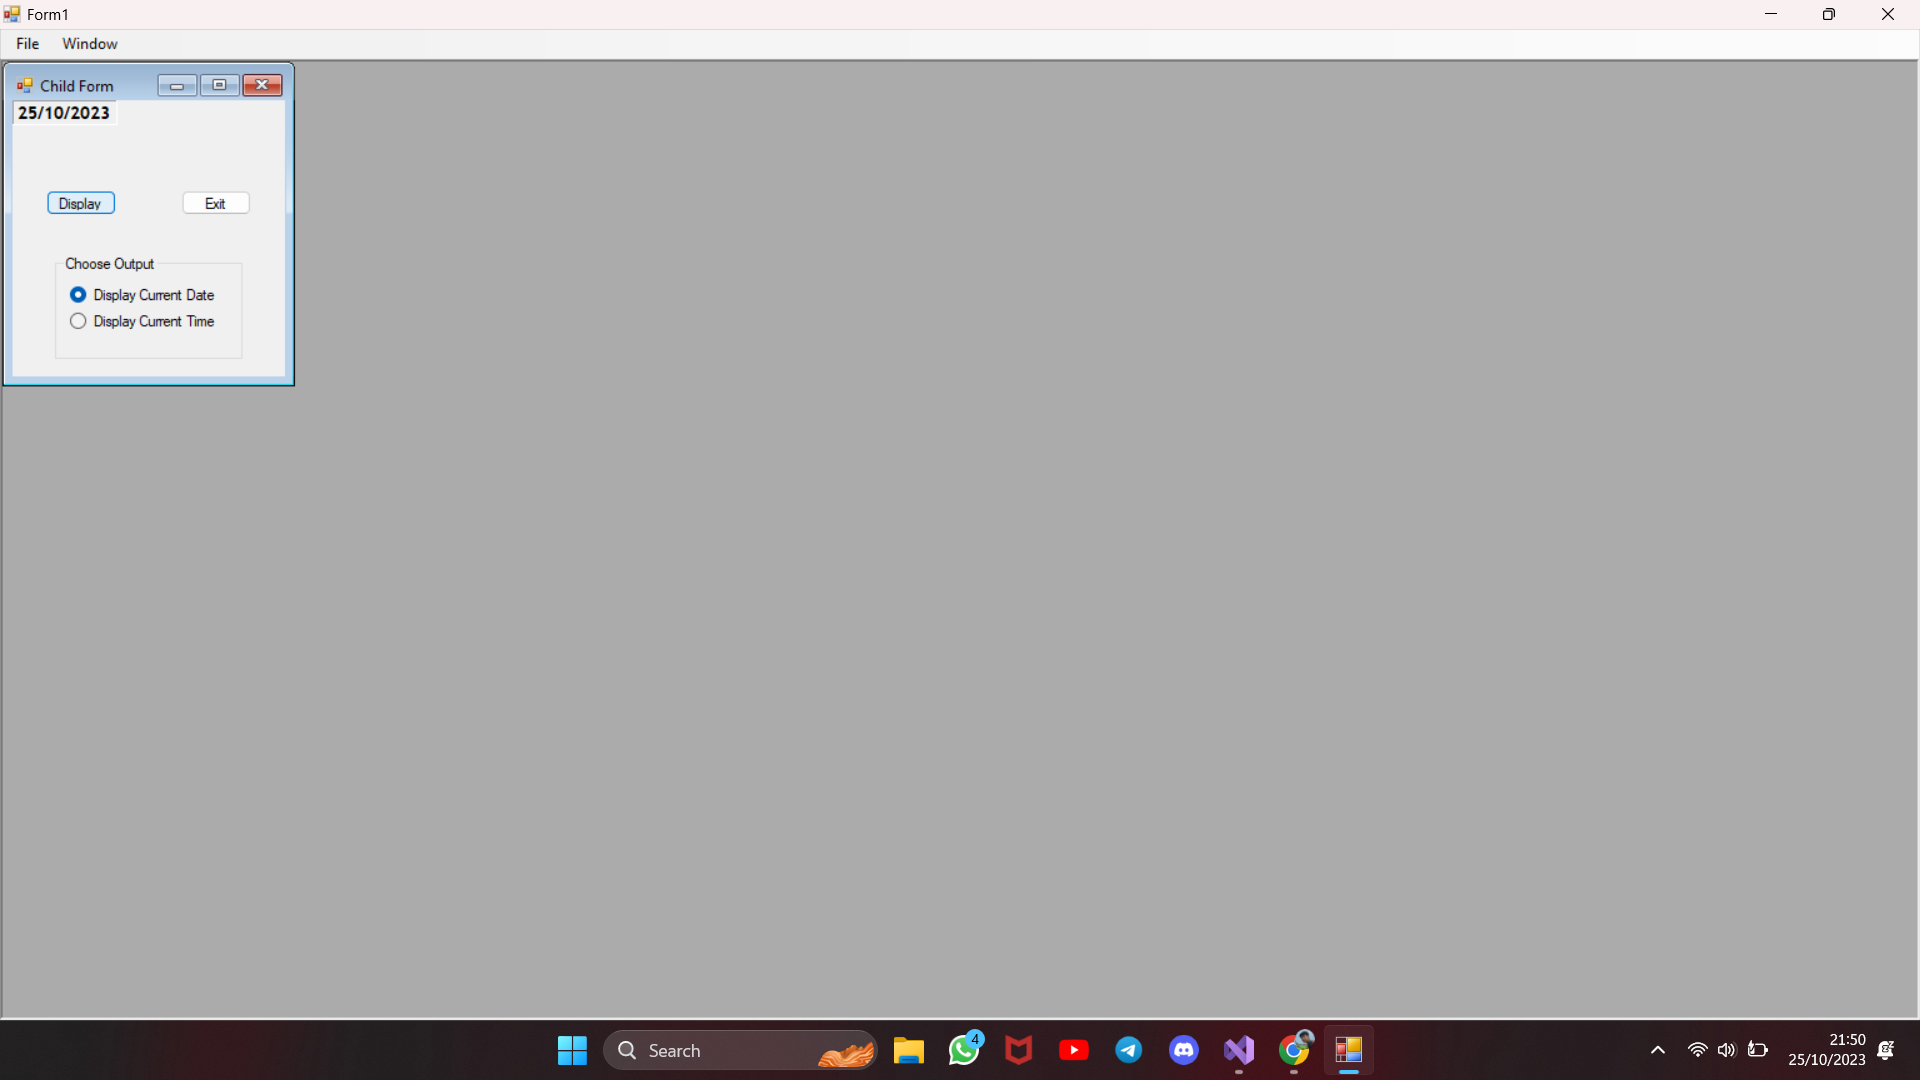 Form1
File Window
Child Form
25/10/2023
Display Exit
Choose Output
Display Current Date
Display Current Time
Search
4
21:50
25/10/2023